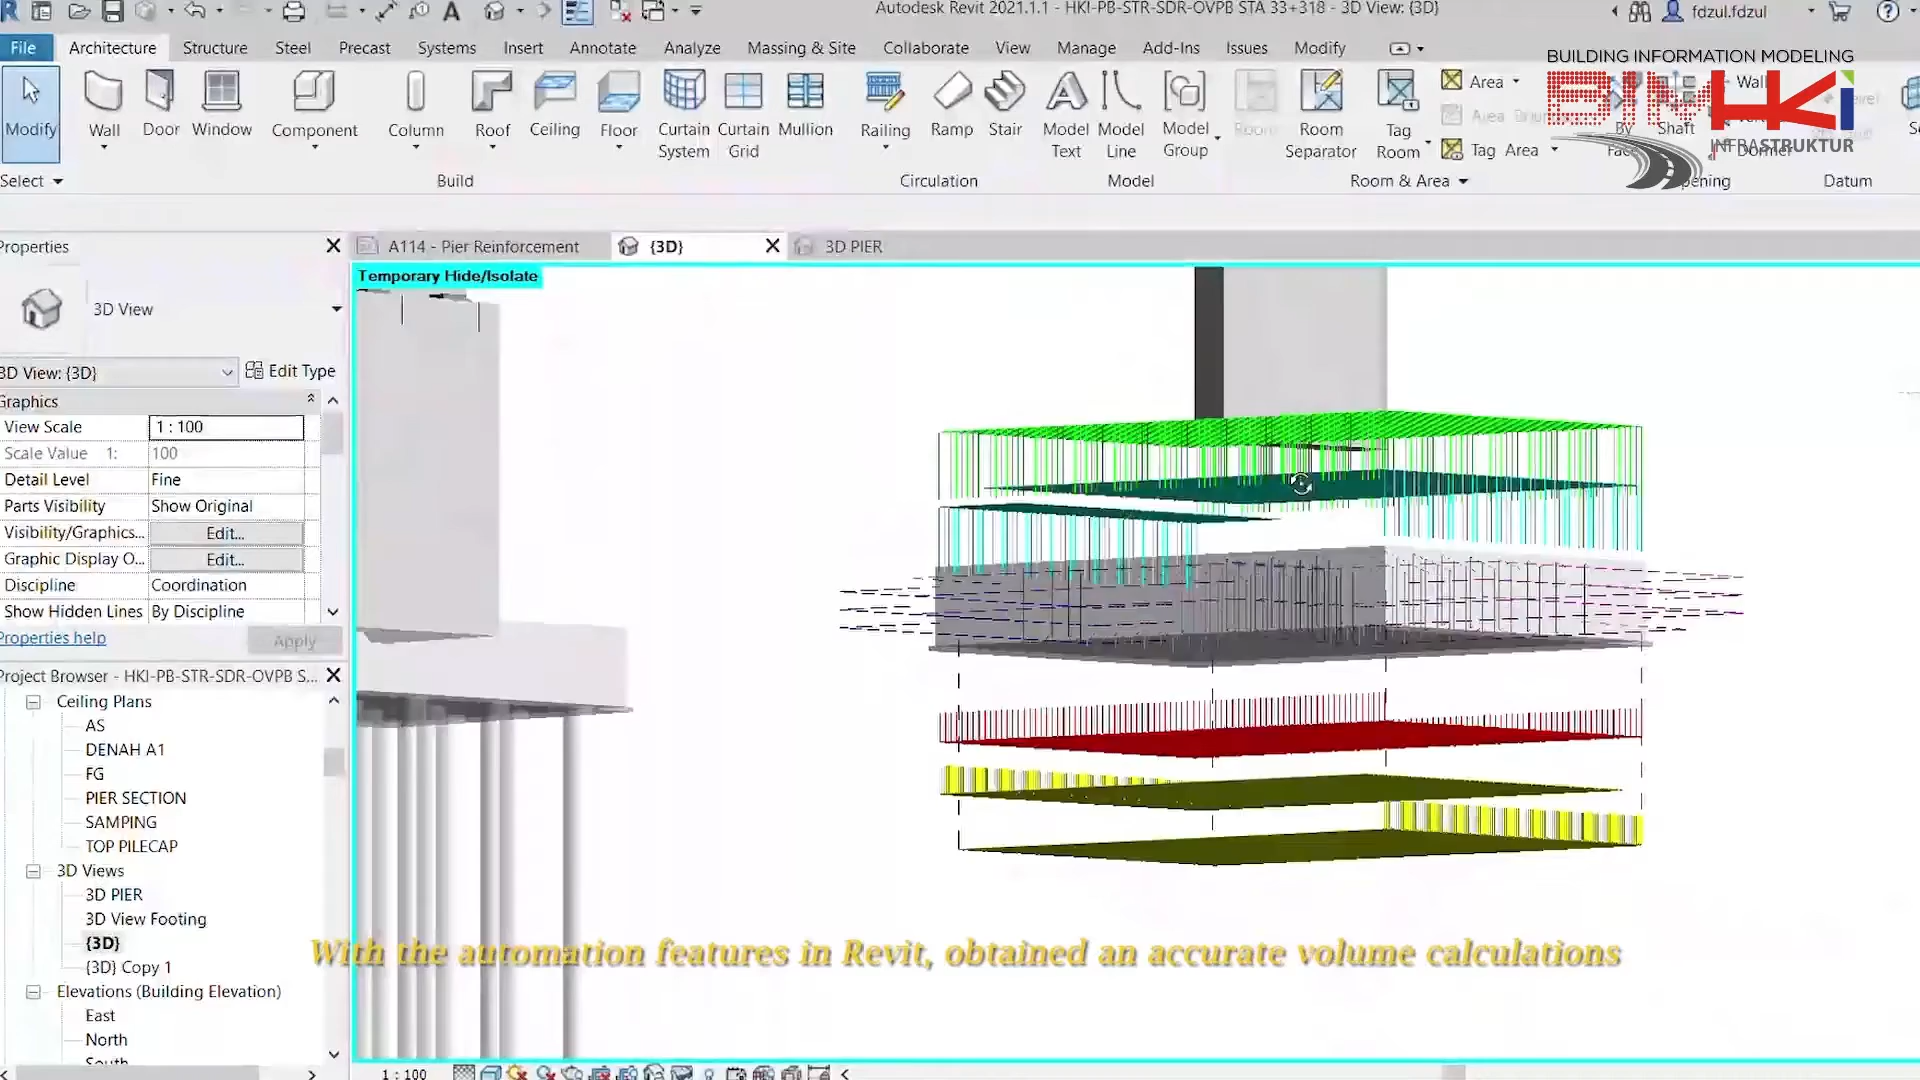 Autodesk Revit 2021.1.1 - HKI-PB-STR-SDR-OVPB STA 33+318 - 3D View: {3D}
fdzul.fdzul
File Architecture Structure Steel Precast Systems Insert Annotate Analyze Massing & Site Collaborate View Manage Add-Ins Issues Modify
BUILDING INFORMATION MODELING
BIM HKi
INFRASTRUKTUR
Modify
Wall
Door
Window
Component
Column
Roof
Ceiling
Floor
Curtain System
Curtain Grid
Mullion
Railing
Ramp
Stair
Model Text
Model Line
Model Group
Room
Room Separator
Tag Room
Area
Tag Area
By
Shaft
Wall
Dormer
Select
Build
Circulation
Model
Room & Area
Datum
Properties
A114 - Pier Reinforcement
{3D}
3D PIER
Temporary Hide/Isolate
3D View
3D View: {3D}
Edit Type
Graphics
View Scale 1 : 100
Scale Value 1: 100
Detail Level Fine
Parts Visibility Show Original
Visibility/Graphics... Edit...
Graphic Display O... Edit...
Discipline Coordination
Show Hidden Lines By Discipline
Properties help
Apply
Project Browser - HKI-PB-STR-SDR-OVPB S...
Ceiling Plans
AS
DENAH A1
FG
PIER SECTION
SAMPING
TOP PILECAP
3D Views
3D PIER
3D View Footing
{3D}
{3D} Copy 1
Elevations (Building Elevation)
East
North
South
With the automation features in Revit, obtained an accurate volume calculations
1 : 100